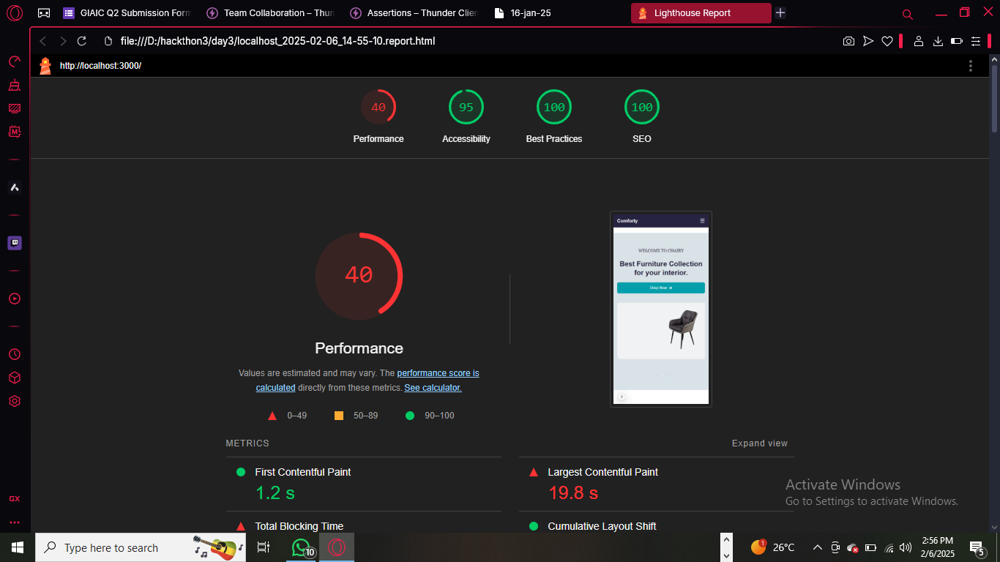 GIAIC Q2 Submission Form
Team Collaboration – Thun
Assertions – Thunder Clien
16-jan-25
Lighthouse Report
file:///D:/hackthon3/day3/localhost_2025-02-06_14-55-10.report.html
http://localhost:3000/
40
95
100
100
Performance
Accessibility
Best Practices
SEO
Comforty
WELCOME TO CHAIRY
Best Furniture Collection
for your interior.
Shop Now →
40
Performance
Values are estimated and may vary. The performance score is
calculated directly from these metrics. See calculator.
0–49
50–89
90–100
METRICS
Expand view
First Contentful Paint
1.2 s
Largest Contentful Paint
19.8 s
Total Blocking Time
Cumulative Layout Shift
Activate Windows
Go to Settings to activate Windows.
M
GX
Type here to search
10
1
26°C
2:56 PM
2/6/2025
5